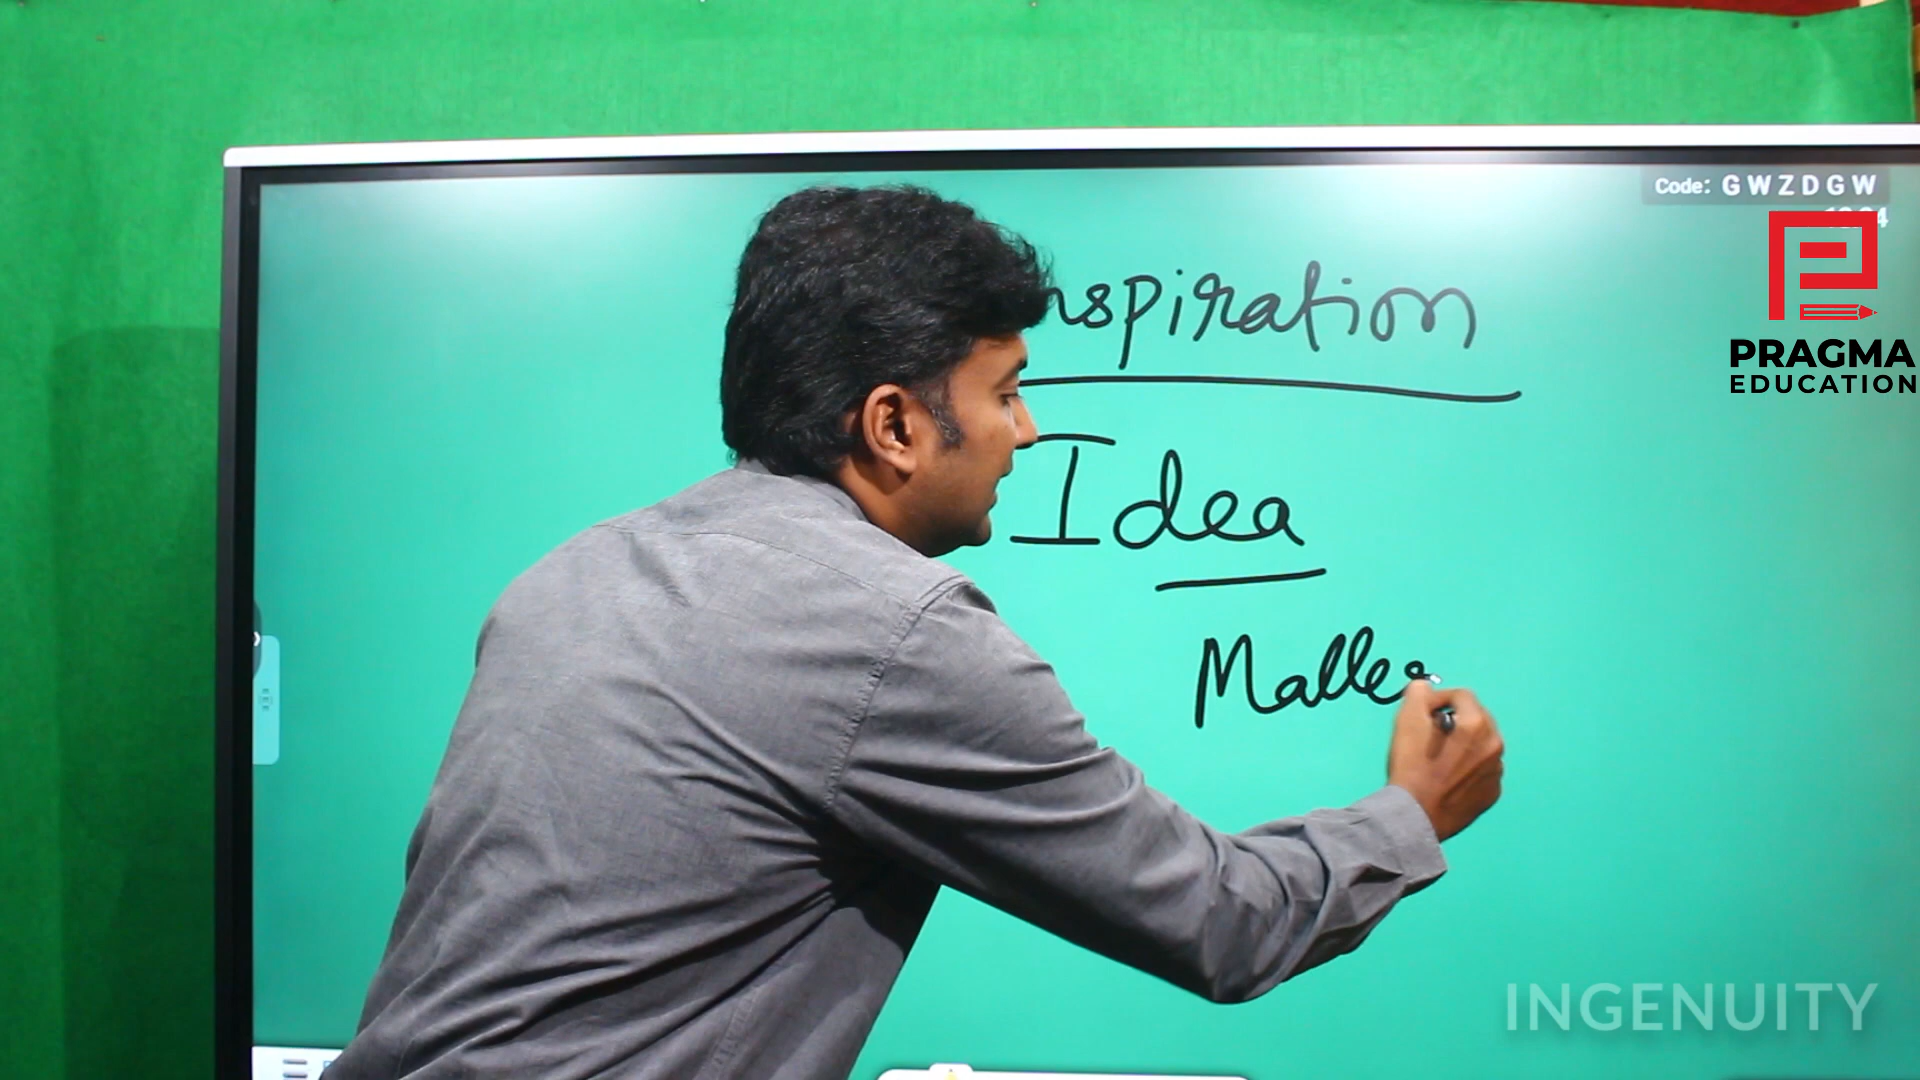 Code: GWZDGW
nspiration
PRAGMA
EDUCATION
Idea
Malle
INGENUITY